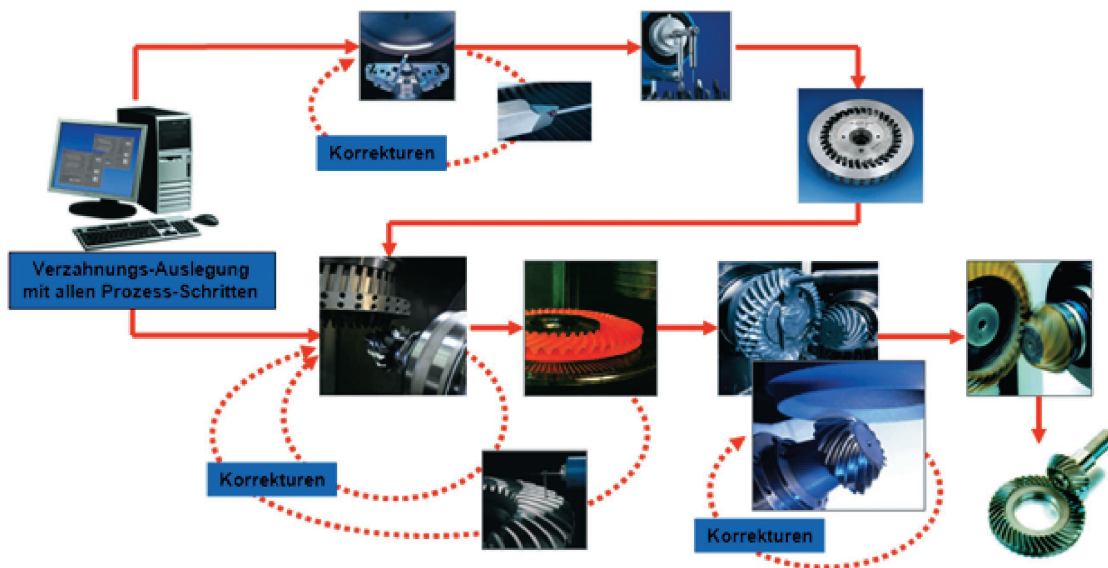 Korrekturen
Verzahnungs-Auslegung
mit allen Prozess-Schritten
Korrekturen
Korrekturen